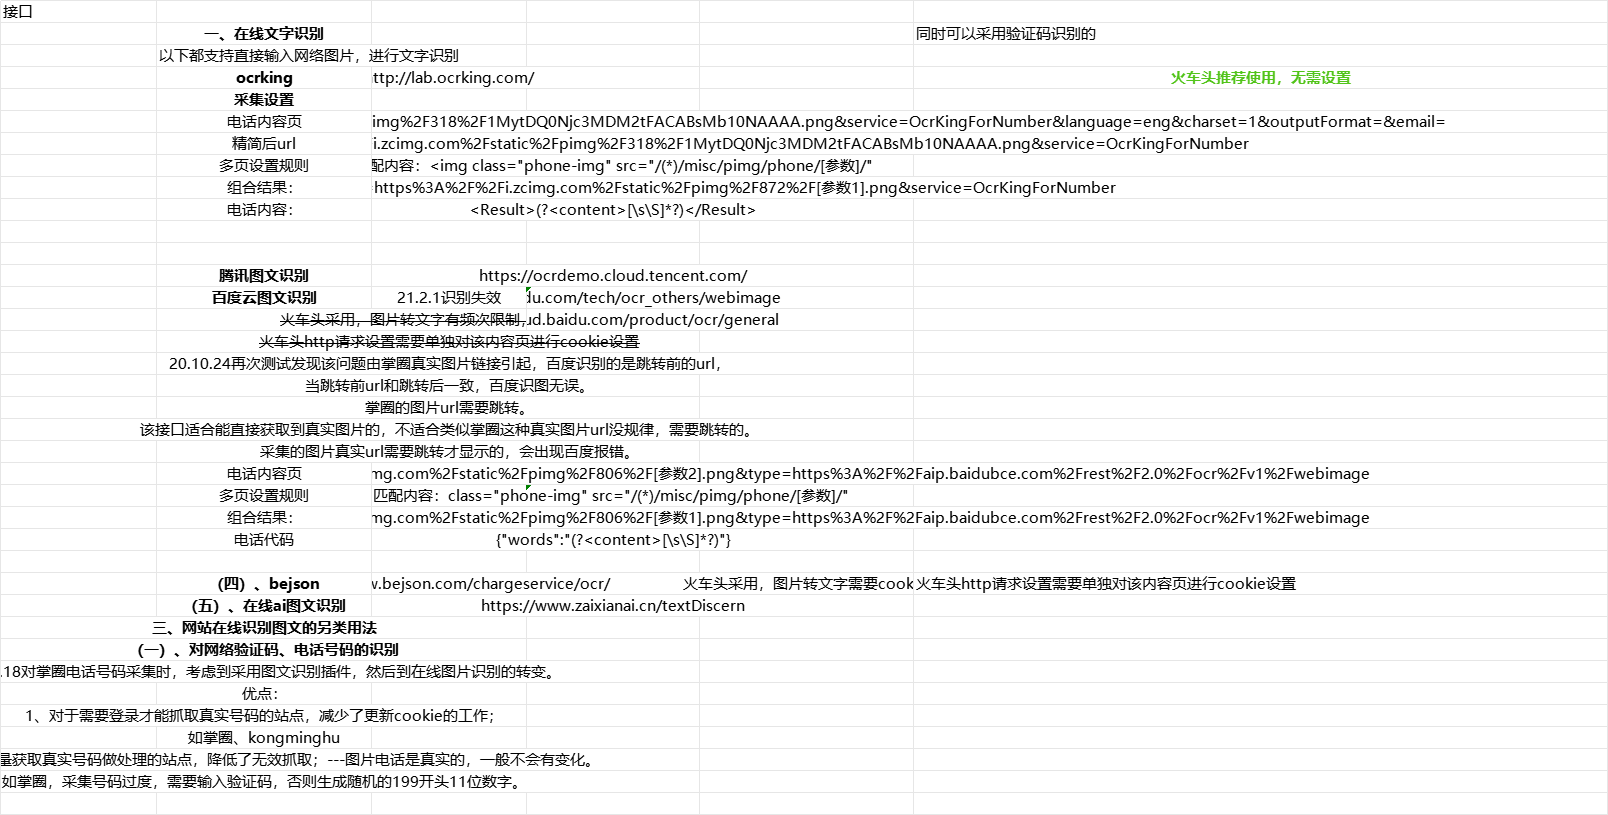 接口
一、在线文字识别 同时可以采用验证码识别的
以下都支持直接输入网络图片，进行文字识别
ocrking ttp://lab.ocrking.com/ 火车头推荐使用，无需设置
采集设置
电话内容页 img%2F318%2F1MytDQ0Njc3MDM2tFACABsMb10NAAAA.png&service=OcrKingForNumber&language=eng&charset=1&outputFormat=&email=
精简后url i.zcimg.com%2Fstatic%2Fpimg%2F318%2F1MytDQ0Njc3MDM2tFACABsMb10NAAAA.png&service=OcrKingForNumber
多页设置规则 配内容：<img class="phone-img" src="/(*)/misc/pimg/phone/[参数]/"
组合结果： =https%3A%2F%2Fi.zcimg.com%2Fstatic%2Fpimg%2F872%2F[参数1].png&service=OcrKingForNumber
电话内容： <Result>(?<content>[\s\S]*?)</Result>
腾讯图文识别 https://ocrdemo.cloud.tencent.com/
百度云图文识别 21.2.1识别失效 du.com/tech/ocr_others/webimage
火车头采用，图片转文字有频次限制， ud.baidu.com/product/ocr/general
火车头http请求设置需要单独对该内容页进行cookie设置
20.10.24再次测试发现该问题由掌圈真实图片链接引起，百度识别的是跳转前的url，
当跳转前url和跳转后一致，百度识图无误。
掌圈的图片url需要跳转。
该接口适合能直接获取到真实图片的，不适合类似掌圈这种真实图片url没规律，需要跳转的。
采集的图片真实url需要跳转才显示的，会出现百度报错。
电话内容页 mg.com%2Fstatic%2Fpimg%2F806%2F[参数2].png&type=https%3A%2F%2Faip.baidubce.com%2Frest%2F2.0%2Focr%2Fv1%2Fwebimage
多页设置规则 匹配内容：class="phone-img" src="/(*)/misc/pimg/phone/[参数]/"
组合结果： mg.com%2Fstatic%2Fpimg%2F806%2F[参数1].png&type=https%3A%2F%2Faip.baidubce.com%2Frest%2F2.0%2Focr%2Fv1%2Fwebimage
电话代码 {"words":"(?<content>[\s\S]*?)"}
（四）、bejson w.bejson.com/chargeservice/ocr/ 火车头采用，图片转文字需要cook 火车头http请求设置需要单独对该内容页进行cookie设置
（五）、在线ai图文识别 https://www.zaixianai.cn/textDiscern
三、网站在线识别图文的另类用法
（一）、对网络验证码、电话号码的识别
.18对掌圈电话号码采集时，考虑到采用图文识别插件，然后到在线图片识别的转变。
优点：
1、对于需要登录才能抓取真实号码的站点，减少了更新cookie的工作；
如掌圈、kongminghu
量获取真实号码做处理的站点，降低了无效抓取；---图片电话是真实的，一般不会有变化。
如掌圈，采集号码过度，需要输入验证码，否则生成随机的199开头11位数字。